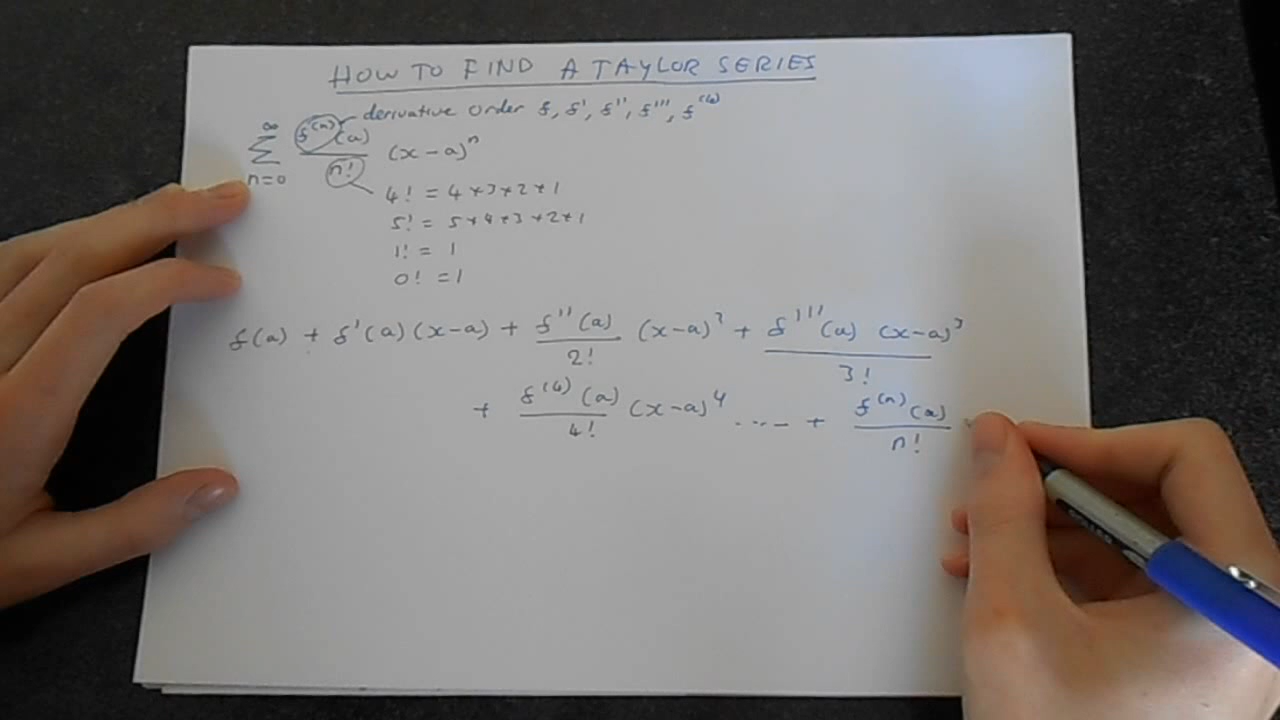 HOW TO FIND A TAYLOR SERIES
derivative order f, f', f'', f''', f^(4)
∞
∑ f^(n)(a) / n! (x-a)^n
n=0
4! = 4*3*2*1
5! = 5*4*3*2*1
1! = 1
0! = 1
f(a) + f'(a)(x-a) + f''(a) / 2! (x-a)² + f'''(a) (x-a)³ / 3!
+ f^(4)(a) / 4! (x-a)^4 ..... + f^(n)(a) / n!